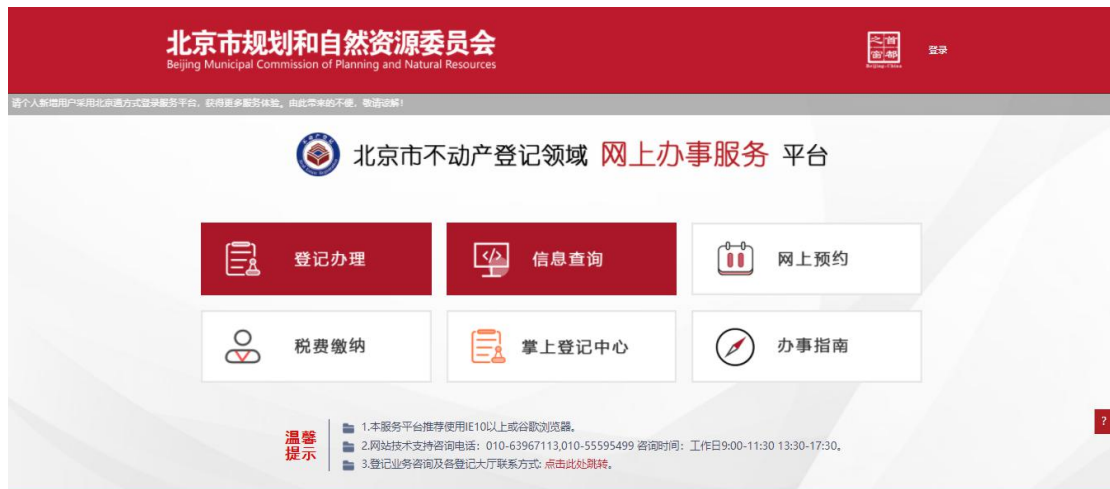 北京市规划和自然资源委员会
Beijing Municipal Commission of Planning and Natural Resources
首都之窗
Beijing-China
登录
请个人新增用户采用北京通方式登录服务平台，获得更多服务体验。由此带来的不便，敬请谅解！
北京市不动产登记领域 网上办事服务 平台
登记办理
信息查询
网上预约
税费缴纳
掌上登记中心
办事指南
温馨提示
1.本服务平台推荐使用IE10以上或谷歌浏览器。
2.网站技术支持咨询电话：010-63967113,010-55595499 咨询时间：工作日9:00-11:30 13:30-17:30。
3.登记业务咨询及各登记大厅联系方式: 点击此处跳转。
?